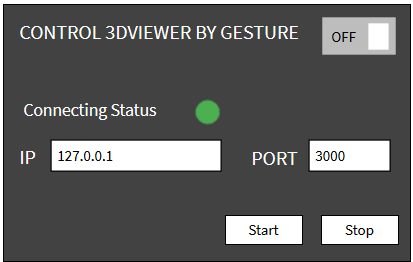 CONTROL 3DVIEWER BY GESTURE OFF
Connecting Status
IP 127.0.0.1 PORT 3000
Start Stop